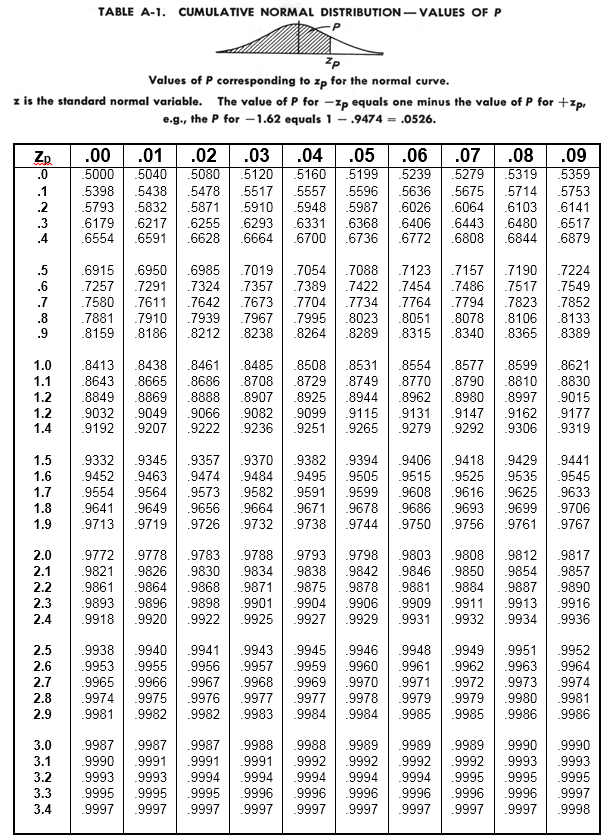 TABLE A-1. CUMULATIVE NORMAL DISTRIBUTION — VALUES OF P
P
zp
Values of P corresponding to zp for the normal curve.
z is the standard normal variable. The value of P for −zp equals one minus the value of P for +zp,
e.g., the P for −1.62 equals 1 − .9474 = .0526.
Zp .00 .01 .02 .03 .04 .05 .06 .07 .08 .09
.0 .5000 .5040 .5080 .5120 .5160 .5199 .5239 .5279 .5319 .5359
.1 .5398 .5438 .5478 .5517 .5557 .5596 .5636 .5675 .5714 .5753
.2 .5793 .5832 .5871 .5910 .5948 .5987 .6026 .6064 .6103 .6141
.3 .6179 .6217 .6255 .6293 .6331 .6368 .6406 .6443 .6480 .6517
.4 .6554 .6591 .6628 .6664 .6700 .6736 .6772 .6808 .6844 .6879
.5 .6915 .6950 .6985 .7019 .7054 .7088 .7123 .7157 .7190 .7224
.6 .7257 .7291 .7324 .7357 .7389 .7422 .7454 .7486 .7517 .7549
.7 .7580 .7611 .7642 .7673 .7704 .7734 .7764 .7794 .7823 .7852
.8 .7881 .7910 .7939 .7967 .7995 .8023 .8051 .8078 .8106 .8133
.9 .8159 .8186 .8212 .8238 .8264 .8289 .8315 .8340 .8365 .8389
1.0 .8413 .8438 .8461 .8485 .8508 .8531 .8554 .8577 .8599 .8621
1.1 .8643 .8665 .8686 .8708 .8729 .8749 .8770 .8790 .8810 .8830
1.2 .8849 .8869 .8888 .8907 .8925 .8944 .8962 .8980 .8997 .9015
1.2 .9032 .9049 .9066 .9082 .9099 .9115 .9131 .9147 .9162 .9177
1.4 .9192 .9207 .9222 .9236 .9251 .9265 .9279 .9292 .9306 .9319
1.5 .9332 .9345 .9357 .9370 .9382 .9394 .9406 .9418 .9429 .9441
1.6 .9452 .9463 .9474 .9484 .9495 .9505 .9515 .9525 .9535 .9545
1.7 .9554 .9564 .9573 .9582 .9591 .9599 .9608 .9616 .9625 .9633
1.8 .9641 .9649 .9656 .9664 .9671 .9678 .9686 .9693 .9699 .9706
1.9 .9713 .9719 .9726 .9732 .9738 .9744 .9750 .9756 .9761 .9767
2.0 .9772 .9778 .9783 .9788 .9793 .9798 .9803 .9808 .9812 .9817
2.1 .9821 .9826 .9830 .9834 .9838 .9842 .9846 .9850 .9854 .9857
2.2 .9861 .9864 .9868 .9871 .9875 .9878 .9881 .9884 .9887 .9890
2.3 .9893 .9896 .9898 .9901 .9904 .9906 .9909 .9911 .9913 .9916
2.4 .9918 .9920 .9922 .9925 .9927 .9929 .9931 .9932 .9934 .9936
2.5 .9938 .9940 .9941 .9943 .9945 .9946 .9948 .9949 .9951 .9952
2.6 .9953 .9955 .9956 .9957 .9959 .9960 .9961 .9962 .9963 .9964
2.7 .9965 .9966 .9967 .9968 .9969 .9970 .9971 .9972 .9973 .9974
2.8 .9974 .9975 .9976 .9977 .9977 .9978 .9979 .9979 .9980 .9981
2.9 .9981 .9982 .9982 .9983 .9984 .9984 .9985 .9985 .9986 .9986
3.0 .9987 .9987 .9987 .9988 .9988 .9989 .9989 .9989 .9990 .9990
3.1 .9990 .9991 .9991 .9991 .9992 .9992 .9992 .9992 .9993 .9993
3.2 .9993 .9993 .9994 .9994 .9994 .9994 .9994 .9995 .9995 .9995
3.3 .9995 .9995 .9995 .9996 .9996 .9996 .9996 .9996 .9996 .9997
3.4 .9997 .9997 .9997 .9997 .9997 .9997 .9997 .9997 .9997 .9998